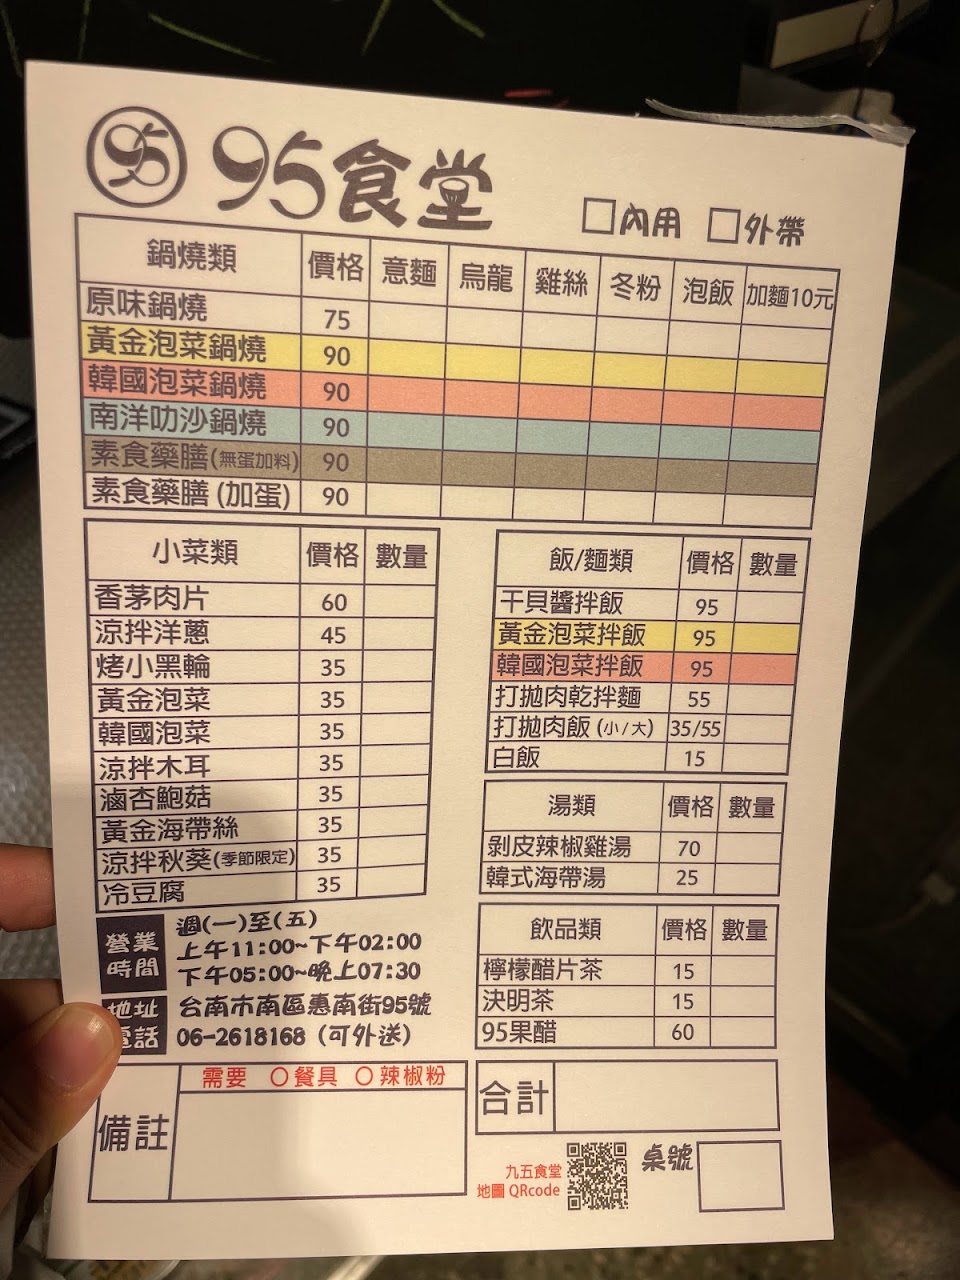 95 95食堂
□內用 □外帶
鍋燒類 價格 意麵 烏龍 雞絲 冬粉 泡飯 加麵10元
原味鍋燒 75
黃金泡菜鍋燒 90
韓國泡菜鍋燒 90
南洋叻沙鍋燒 90
素食藥膳(無蛋加料) 90
素食藥膳(加蛋) 90
小菜類 價格 數量
香茅肉片 60
涼拌洋蔥 45
烤小黑輪 35
黃金泡菜 35
韓國泡菜 35
涼拌木耳 35
滷杏鮑菇 35
黃金海帶絲 35
涼拌秋葵(季節限定) 35
冷豆腐 35
飯/麵類 價格 數量
干貝醬拌飯 95
黃金泡菜拌飯 95
韓國泡菜拌飯 95
打拋肉乾拌麵 55
打拋肉飯(小/大) 35/55
白飯 15
湯類 價格 數量
剝皮辣椒雞湯 70
韓式海帶湯 25
飲品類 價格 數量
檸檬醋片茶 15
決明茶 15
95果醋 60
營業時間
週(一)至(五)
上午11:00~下午02:00
下午05:00~晚上07:30
地址 台南市南區惠南街95號
電話 06-2618168 (可外送)
備註
需要 ○餐具 ○辣椒粉
合計
九五食堂
地圖 QRcode
桌號